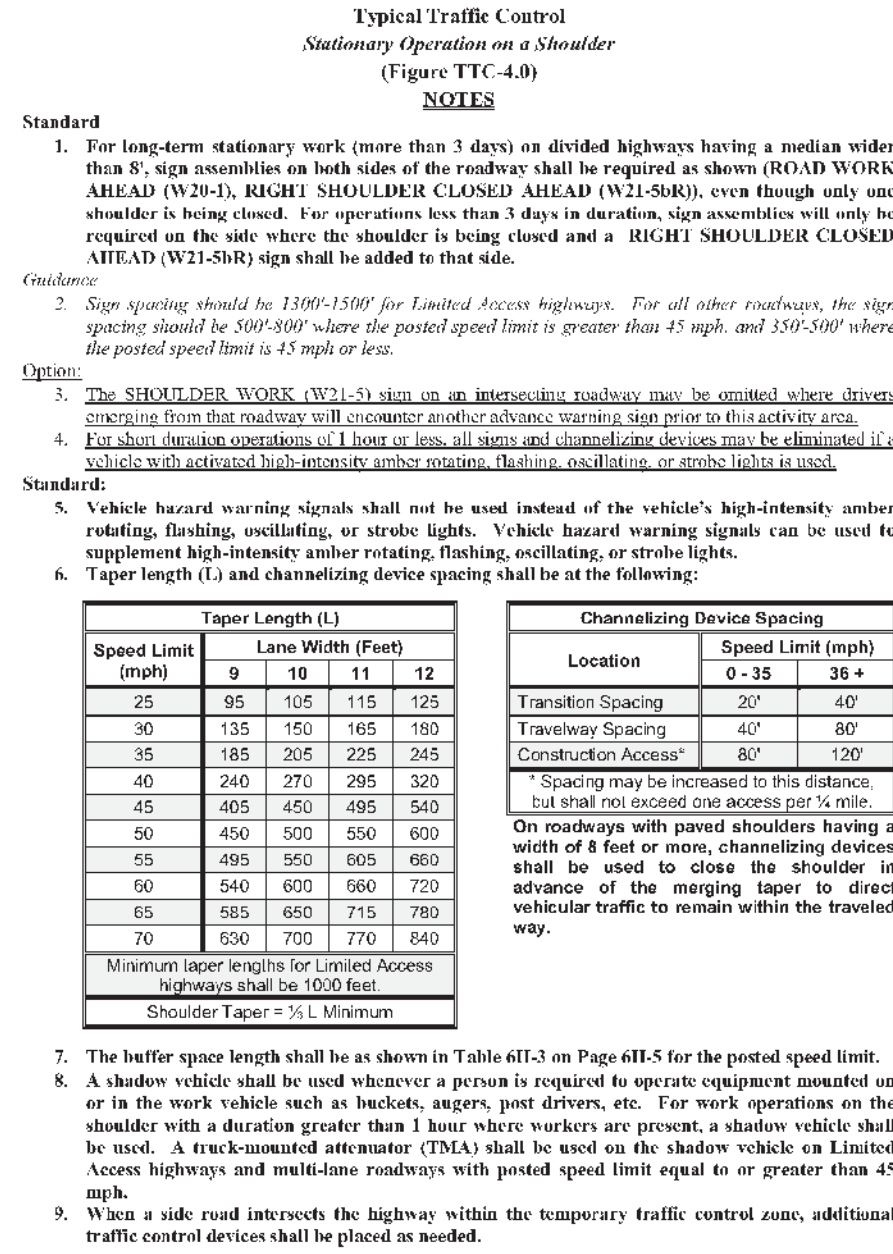 Typical Traffic Control
Stationary Operation on a Shoulder
(Figure TTC-4.0)
NOTES
Standard
1. For long-term stationary work (more than 3 days) on divided highways having a median wider
than 8', sign assemblies on both sides of the roadway shall be required as shown (ROAD WORK
AHEAD (W20-1), RIGHT SHOULDER CLOSED AHEAD (W21-5bR)), even though only one
shoulder is being closed. For operations less than 3 days in duration, sign assemblies will only be
required on the side where the shoulder is being closed and a RIGHT SHOULDER CLOSED
AHEAD (W21-5bR) sign shall be added to that side.
Guidance
2. Sign spacing should be 1300'-1500' for Limited Access highways. For all other roadways, the sign
spacing should be 500'-800' where the posted speed limit is greater than 45 mph, and 350'-500' where
the posted speed limit is 45 mph or less.
Option:
3. The SHOULDER WORK (W21-5) sign on an intersecting roadway may be omitted where drivers
emerging from that roadway will encounter another advance warning sign prior to this activity area.
4. For short duration operations of 1 hour or less, all signs and channelizing devices may be eliminated if a
vehicle with activated high-intensity amber rotating, flashing, oscillating, or strobe lights is used.
Standard:
5. Vehicle hazard warning signals shall not be used instead of the vehicle's high-intensity amber
rotating, flashing, oscillating, or strobe lights. Vehicle hazard warning signals can be used to
supplement high-intensity amber rotating, flashing, oscillating, or strobe lights.
6. Taper length (L) and channelizing device spacing shall be at the following:
Taper Length (L)
Speed Limit (mph) Lane Width (Feet)
9 10 11 12
25 95 105 115 125
30 135 150 165 180
35 185 205 225 245
40 240 270 295 320
45 405 450 495 540
50 450 500 550 600
55 495 550 605 660
60 540 600 660 720
65 585 650 715 780
70 630 700 770 840
Minimum taper lengths for Limited Access
highways shall be 1000 feet.
Shoulder Taper = ⅓ L Minimum
Channelizing Device Spacing
Location Speed Limit (mph)
0 - 35 36 +
Transition Spacing 20' 40'
Travelway Spacing 40' 80'
Construction Access* 80' 120'
* Spacing may be increased to this distance,
but shall not exceed one access per ¼ mile.
On roadways with paved shoulders having a
width of 8 feet or more, channelizing devices
shall be used to close the shoulder in
advance of the merging taper to direct
vehicular traffic to remain within the traveled
way.
7. The buffer space length shall be as shown in Table 6H-3 on Page 6H-5 for the posted speed limit.
8. A shadow vehicle shall be used whenever a person is required to operate equipment mounted on
or in the work vehicle such as buckets, augers, post drivers, etc. For work operations on the
shoulder with a duration greater than 1 hour where workers are present, a shadow vehicle shall
be used. A truck-mounted attenuator (TMA) shall be used on the shadow vehicle on Limited
Access highways and multi-lane roadways with posted speed limit equal to or greater than 45
mph.
9. When a side road intersects the highway within the temporary traffic control zone, additional
traffic control devices shall be placed as needed.